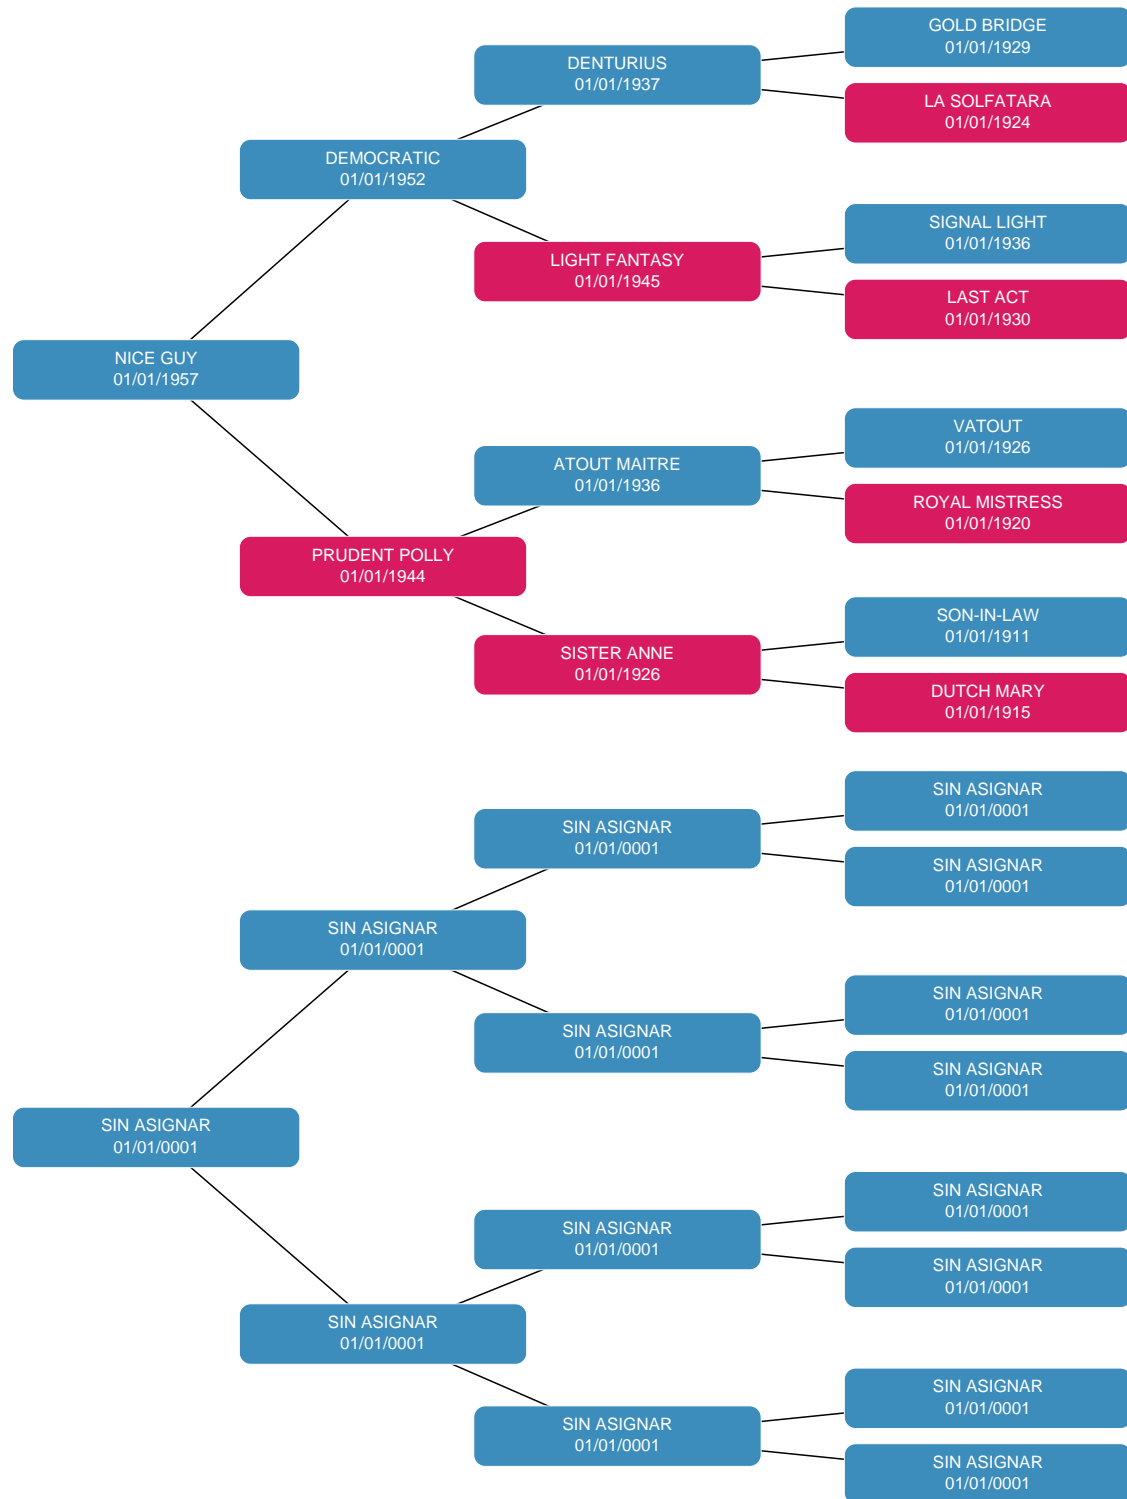 GOLD BRIDGE
01/01/1929
DENTURIUS
01/01/1937
LA SOLFATARA
01/01/1924
DEMOCRATIC
01/01/1952
SIGNAL LIGHT
01/01/1936
LIGHT FANTASY
01/01/1945
LAST ACT
01/01/1930
NICE GUY
01/01/1957
VATOUT
01/01/1926
ATOUT MAITRE
01/01/1936
ROYAL MISTRESS
01/01/1920
PRUDENT POLLY
01/01/1944
SON-IN-LAW
01/01/1911
SISTER ANNE
01/01/1926
DUTCH MARY
01/01/1915
SIN ASIGNAR
01/01/0001
SIN ASIGNAR
01/01/0001
SIN ASIGNAR
01/01/0001
SIN ASIGNAR
01/01/0001
SIN ASIGNAR
01/01/0001
SIN ASIGNAR
01/01/0001
SIN ASIGNAR
01/01/0001
SIN ASIGNAR
01/01/0001
SIN ASIGNAR
01/01/0001
SIN ASIGNAR
01/01/0001
SIN ASIGNAR
01/01/0001
SIN ASIGNAR
01/01/0001
SIN ASIGNAR
01/01/0001
SIN ASIGNAR
01/01/0001
SIN ASIGNAR
01/01/0001